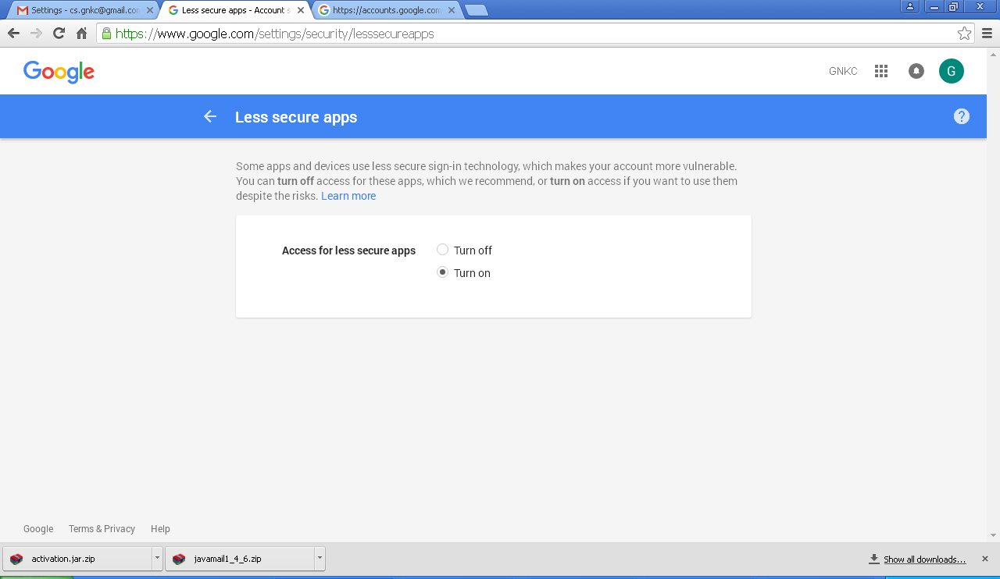 Settings - cs.gnkc@gmail.con
Less secure apps - Account s
https://accounts.google.com
https://www.google.com/settings/security/lesssecureapps
Google
GNKC
G
Less secure apps
?
Some apps and devices use less secure sign-in technology, which makes your account more vulnerable.
You can turn off access for these apps, which we recommend, or turn on access if you want to use them
despite the risks. Learn more
Access for less secure apps
Turn off
Turn on
Google Terms & Privacy Help
activation.jar.zip
javamail1_4_6.zip
Show all downloads...